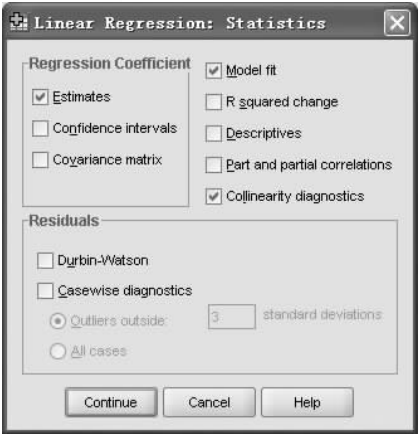 Linear Regression: Statistics
Regression Coefficient
Estimates
Confidence intervals
Covariance matrix
Model fit
R squared change
Descriptives
Part and partial correlations
Collinearity diagnostics
Residuals
Durbin-Watson
Casewise diagnostics
Outliers outside: 3 standard deviations
All cases
Continue Cancel Help